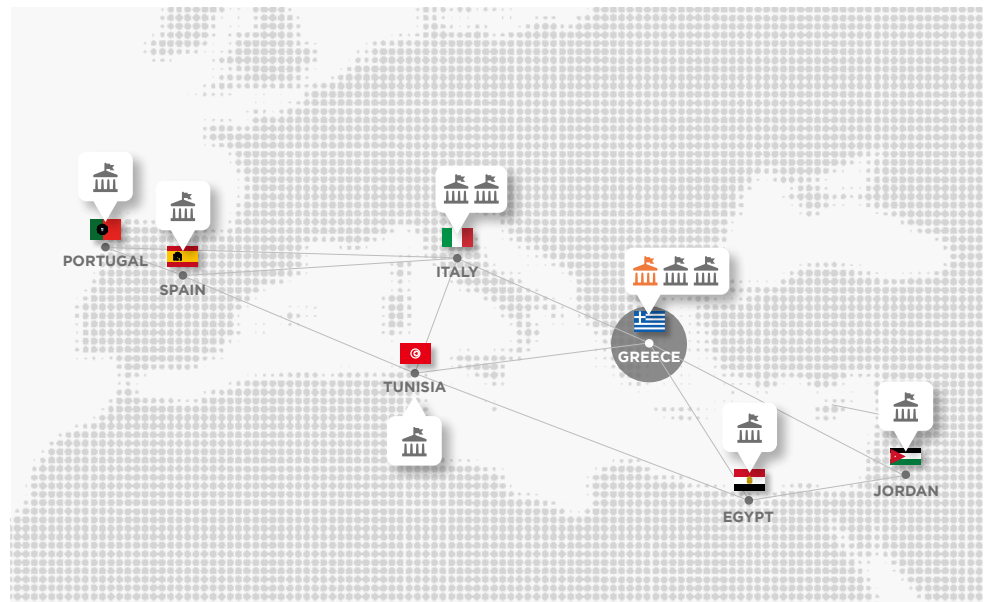 PORTUGAL
SPAIN
ITALY
GREECE
TUNISIA
EGYPT
JORDAN